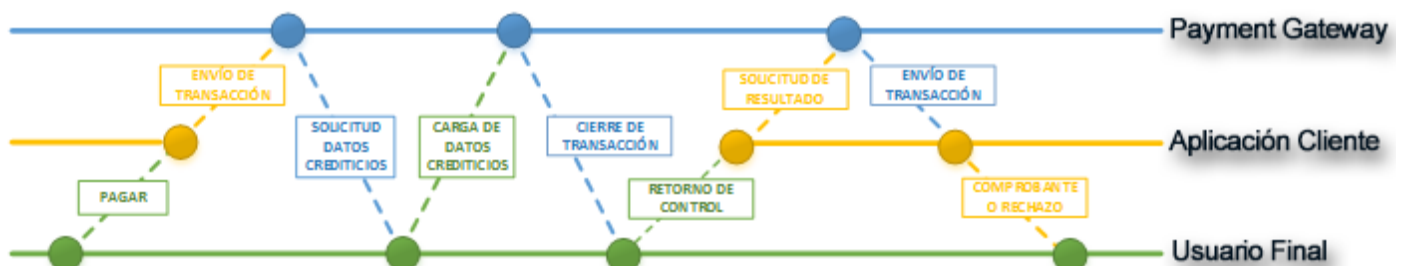 Payment Gateway
ENVÍO DE
TRANSACCIÓN
SOLICITUD DE
RESULTADO
ENVÍO DE
TRANSACCIÓN
SOLICITUD
DATOS
CREDITICIOS
CARGA DE
DATOS
CREDITICIOS
CIERRE DE
TRANSACCIÓN
Aplicación Cliente
PAGAR
RETORNO DE
CONTROL
COMPROBANTE
O RECHAZO
Usuario Final